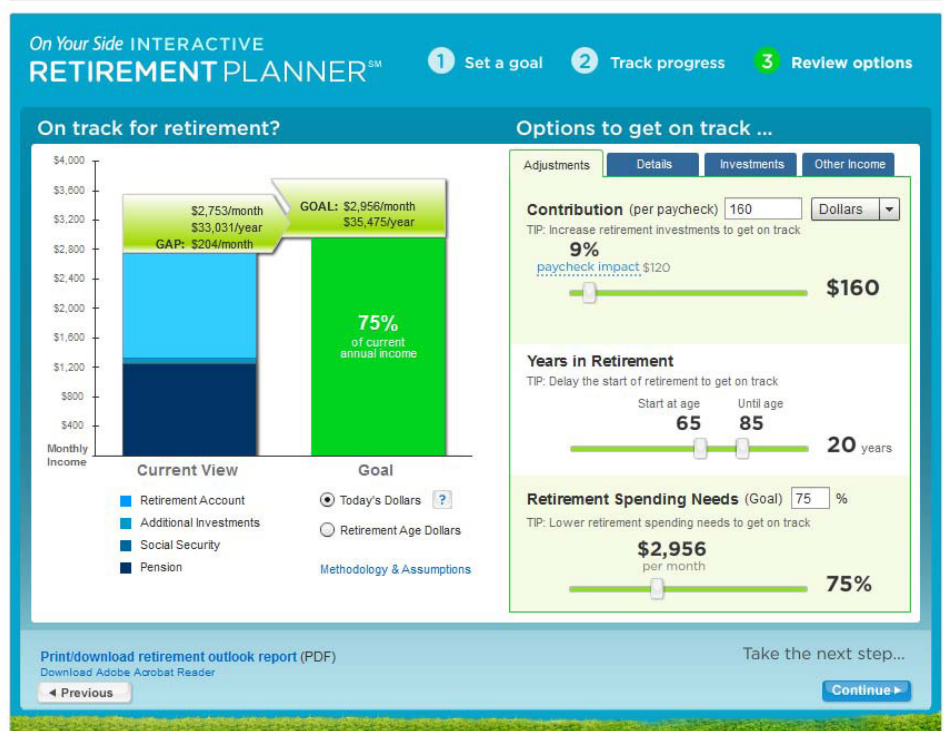 On Your Side INTERACTIVE
RETIREMENT PLANNER℠
1 Set a goal 2 Track progress 3 Review options
On track for retirement?
$4,000
$3,600
$3,200
$2,800
$2,400
$2,000
$1,600
$1,200
$800
$400
Monthly
Income
$2,753/month
$33,031/year
GAP: $204/month
GOAL: $2,956/month
$35,475/year
75%
of current
annual income
Current View
Goal
Retirement Account
Additional Investments
Social Security
Pension
Today's Dollars ?
Retirement Age Dollars
Methodology & Assumptions
Options to get on track ...
Adjustments Details Investments Other Income
Contribution (per paycheck) 160 Dollars
TIP: Increase retirement investments to get on track
9%
paycheck impact $120
$160
Years in Retirement
TIP: Delay the start of retirement to get on track
Start at age Until age
65 85
20 years
Retirement Spending Needs (Goal) 75 %
TIP: Lower retirement spending needs to get on track
$2,956
per month
75%
Print/download retirement outlook report (PDF)
Download Adobe Acrobat Reader
Previous
Take the next step...
Continue